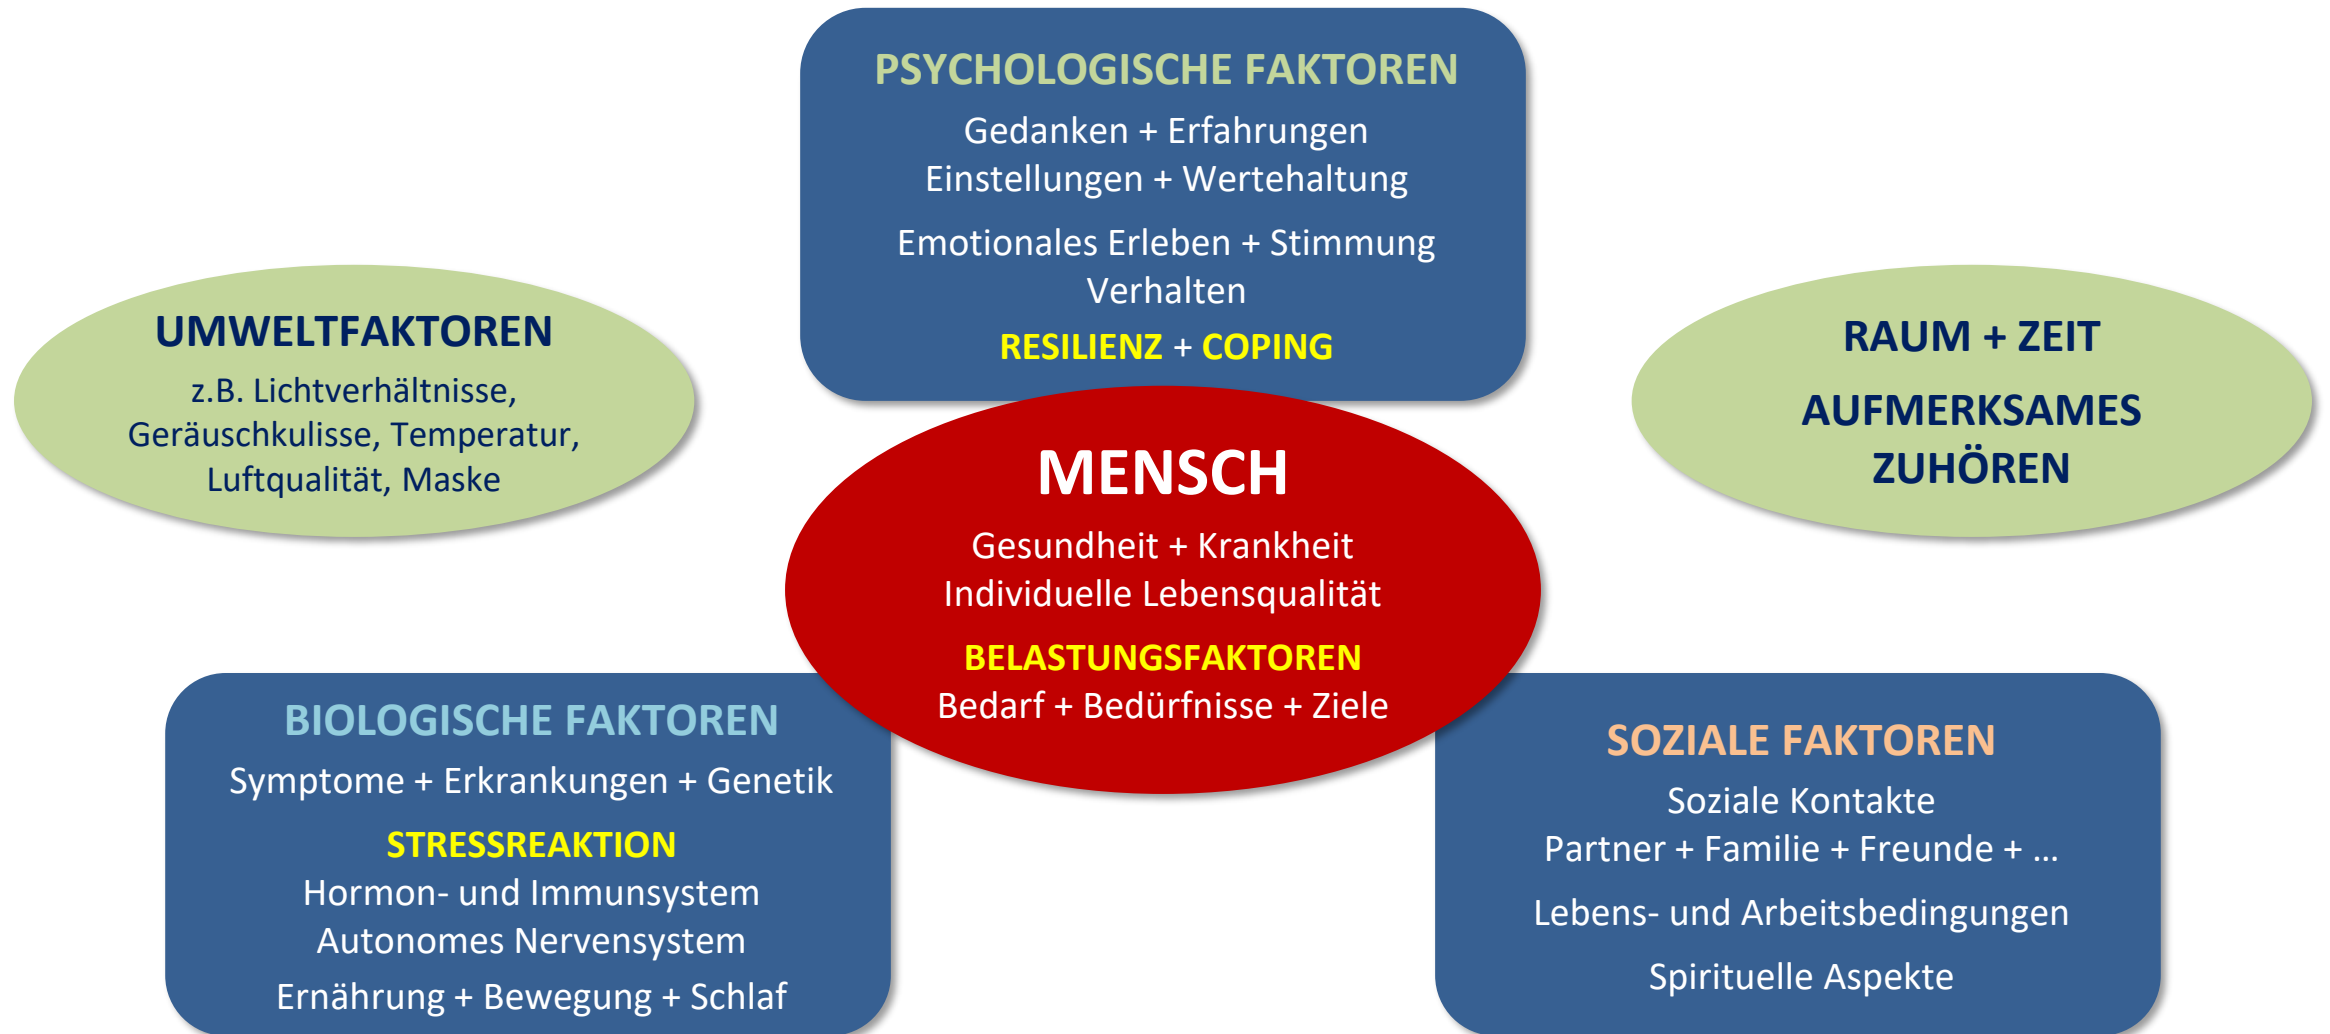 PSYCHOLOGISCHE FAKTOREN
Gedanken + Erfahrungen
Einstellungen + Wertehaltung
Emotionales Erleben + Stimmung
Verhalten
RESILIENZ + COPING
UMWELTFAKTOREN
z.B. Lichtverhältnisse,
Geräuschkulisse, Temperatur,
Luftqualität, Maske
RAUM + ZEIT
AUFMERKSAMES
ZUHÖREN
MENSCH
Gesundheit + Krankheit
Individuelle Lebensqualität
BELASTUNGSFAKTOREN
Bedarf + Bedürfnisse + Ziele
BIOLOGISCHE FAKTOREN
Symptome + Erkrankungen + Genetik
STRESSREAKTION
Hormon- und Immunsystem
Autonomes Nervensystem
Ernährung + Bewegung + Schlaf
SOZIALE FAKTOREN
Soziale Kontakte
Partner + Familie + Freunde + ...
Lebens- und Arbeitsbedingungen
Spirituelle Aspekte